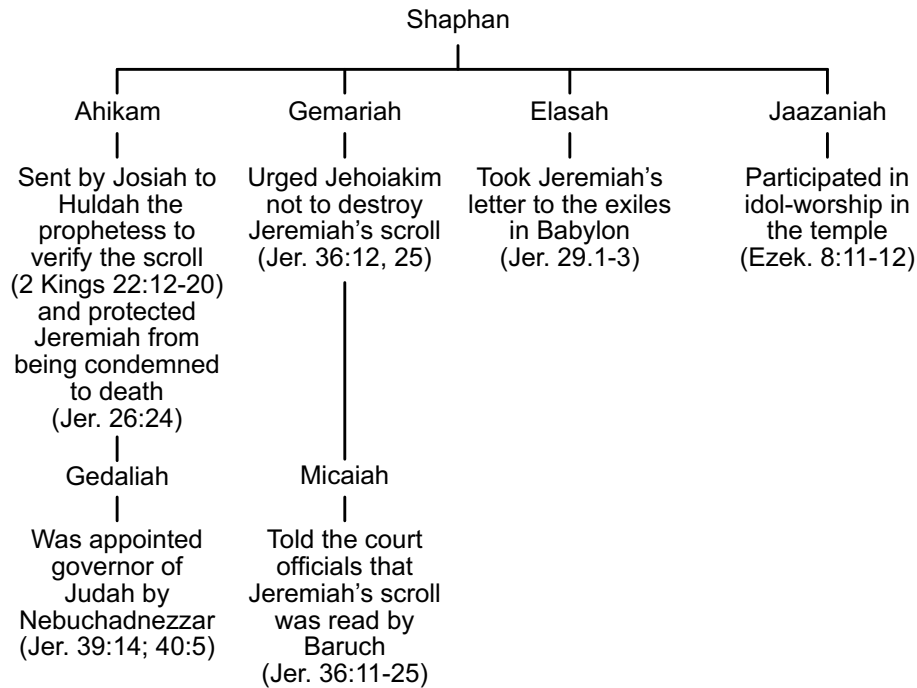 Shaphan
Ahikam
Gemariah
Elasah
Jaazaniah
Sent by Josiah to
Huldah the
prophetess to
verify the scroll
(2 Kings 22:12-20)
and protected
Jeremiah from
being condemned
to death
(Jer. 26:24)
Urged Jehoiakim
not to destroy
Jeremiah’s scroll
(Jer. 36:12, 25)
Took Jeremiah’s
letter to the exiles
in Babylon
(Jer. 29.1-3)
Participated in
idol-worship in
the temple
(Ezek. 8:11-12)
Gedaliah
Micaiah
Was appointed
governor of
Judah by
Nebuchadnezzar
(Jer. 39:14; 40:5)
Told the court
officials that
Jeremiah’s scroll
was read by
Baruch
(Jer. 36:11-25)